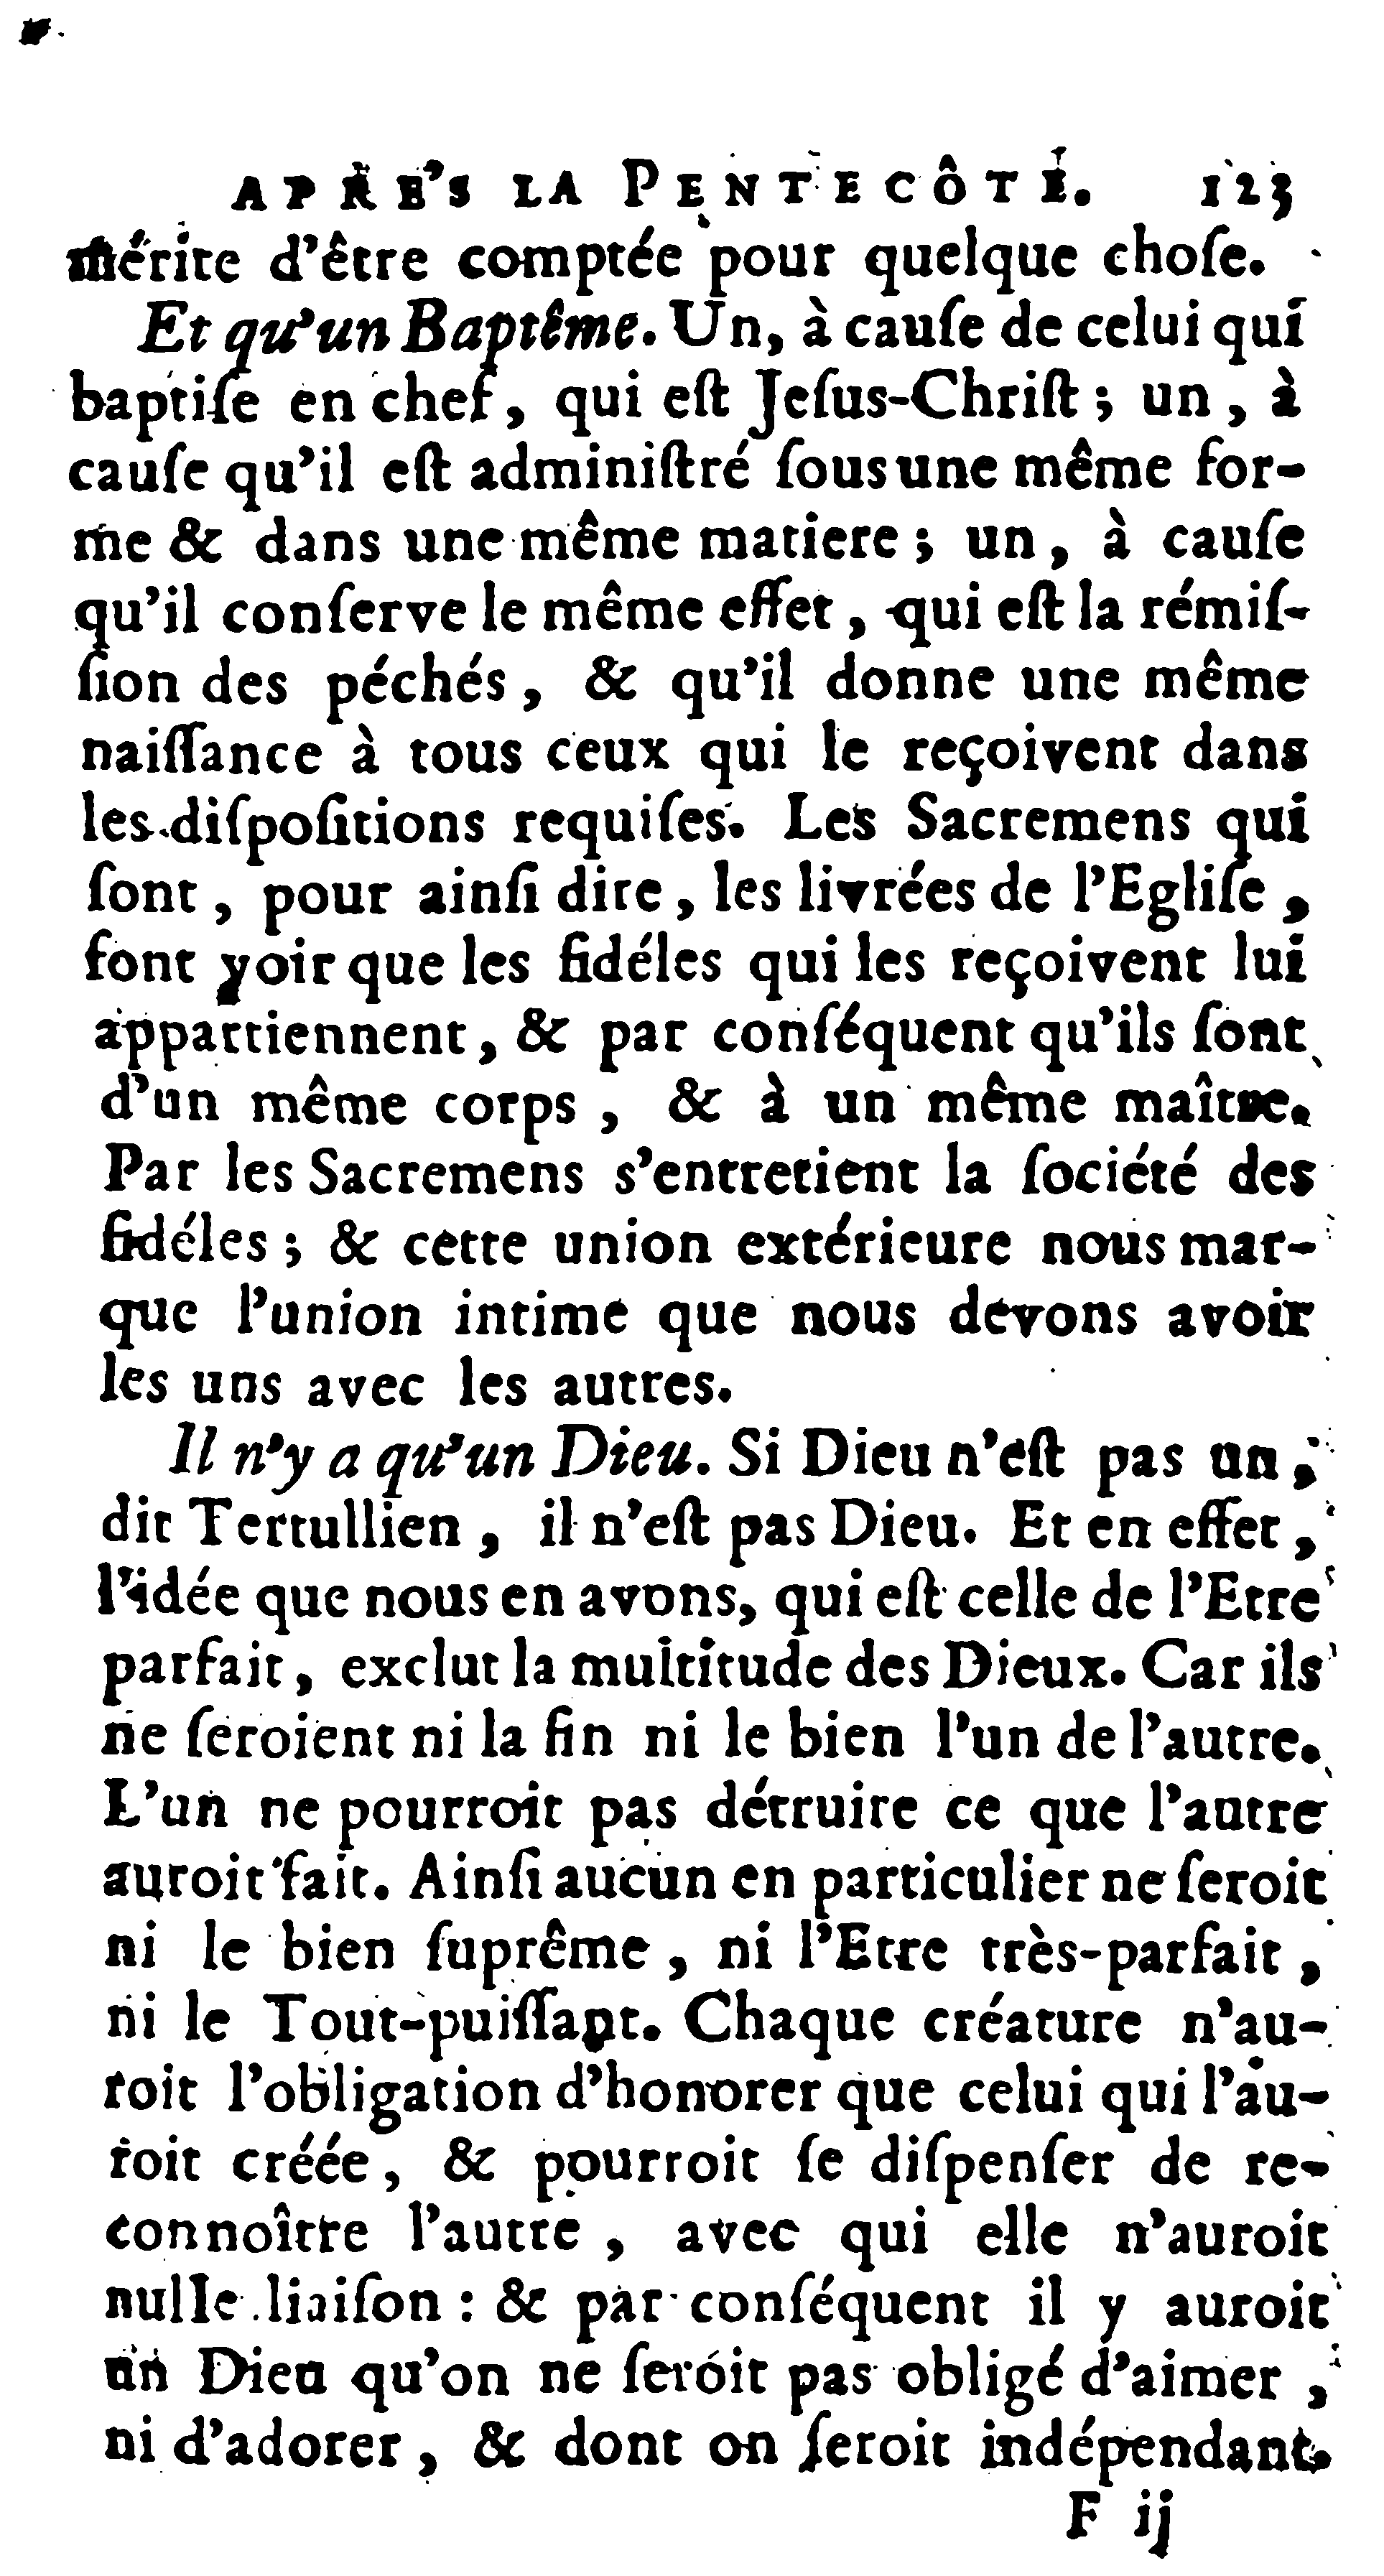 APRE'S LA PENTECÔTE. 123
mérite d'être comptée pour quelque choſe.
Et qu'un Baptême. Un, à cauſe de celui qui
baptiſe en chef, qui eſt Jeſus-Chriſt; un, à
cauſe qu'il eſt adminiſtré ſous une même for-
me & dans une même matiere; un, à cauſe
qu'il conſerve le même effet, qui eſt la rémiſ-
ſion des péchés, & qu'il donne une même
naiſſance à tous ceux qui le reçoivent dans
les diſpoſitions requiſes. Les Sacremens qui
ſont, pour ainſi dire, les livrées de l'Egliſe,
font voir que les fidéles qui les reçoivent lui
appartiennent, & par conſéquent qu'ils ſont
d'un même corps, & à un même maître.
Par les Sacremens s'entretient la ſociété des
fidéles; & cette union extérieure nous mar-
que l'union intime que nous devons avoir
les uns avec les autres.
Il n'y a qu'un Dieu. Si Dieu n'eſt pas un,
dit Tertullien, il n'eſt pas Dieu. Et en effet,
l'idée que nous en avons, qui eſt celle de l'Etre
parfait, exclut la multitude des Dieux. Car ils
ne ſeroient ni la fin ni le bien l'un de l'autre.
L'un ne pourroit pas détruire ce que l'autre
auroit fait. Ainſi aucun en particulier ne ſeroit
ni le bien ſuprême, ni l'Etre très-parfait,
ni le Tout-puiſſant. Chaque créature n'au-
roit l'obligation d'honorer que celui qui l'au-
roit créée, & pourroit ſe diſpenſer de re-
connoître l'autre, avec qui elle n'auroit
nulle liaiſon: & par conſéquent il y auroit
un Dieu qu'on ne ſeroit pas obligé d'aimer,
ni d'adorer, & dont on ſeroit indépendant.
F ij